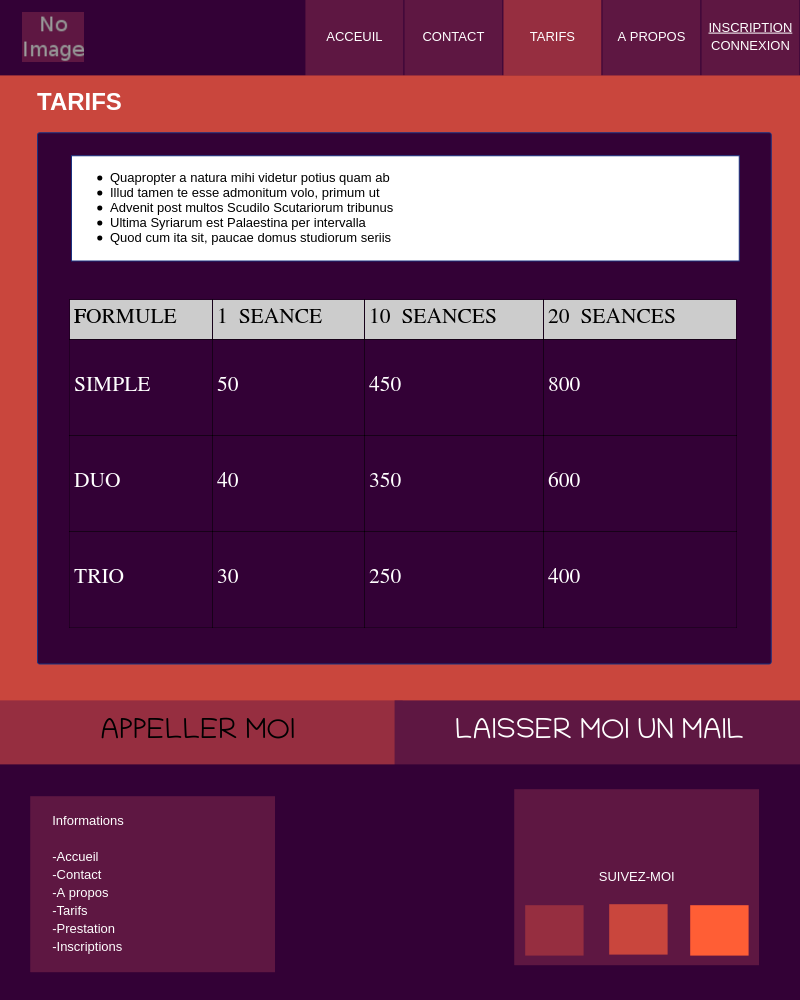 No
Image
ACCEUIL
CONTACT
TARIFS
A PROPOS
INSCRIPTION
CONNEXION
TARIFS
Quapropter a natura mihi videtur potius quam ab
Illud tamen te esse admonitum volo, primum ut
Advenit post multos Scudilo Scutariorum tribunus
Ultima Syriarum est Palaestina per intervalla
Quod cum ita sit, paucae domus studiorum seriis
FORMULE 1 SEANCE 10 SEANCES 20 SEANCES
SIMPLE 50 450 800
DUO 40 350 600
TRIO 30 250 400
APPELLER MOI
LAISSER MOI UN MAIL
Informations
-Accueil
-Contact
-A propos
-Tarifs
-Prestation
-Inscriptions
SUIVEZ-MOI